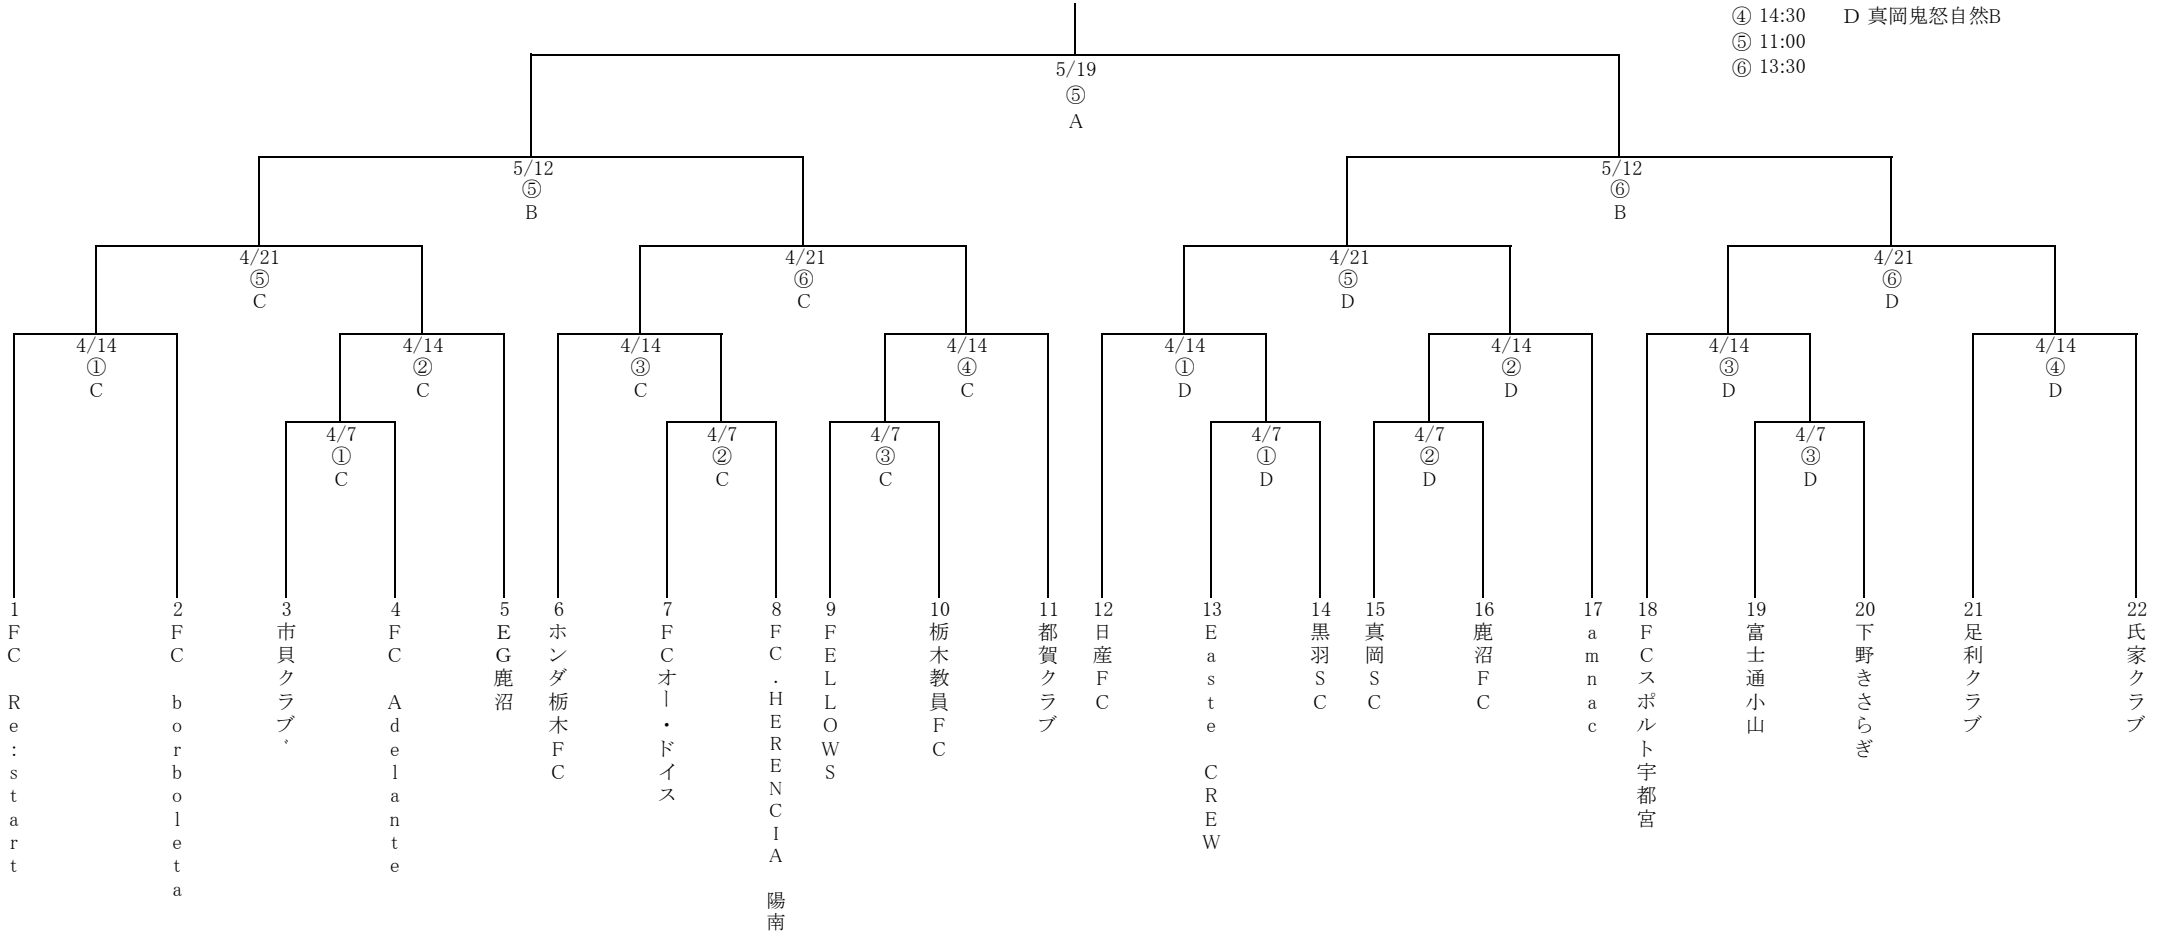 ④ 14:30 D 真岡鬼怒自然B
⑤ 11:00
⑥ 13:30
5/19
⑤
A
5/12 5/12
⑤ ⑥
B B
4/21 4/21 4/21 4/21
⑤ ⑥ ⑤ ⑥
C C D D
4/14 4/14 4/14 4/14 4/14 4/14 4/14 4/14
① ② ③ ④ ① ② ③ ④
C C C C D D D D
4/7 4/7 4/7 4/7 4/7 4/7
① ② ③ ① ② ③
C C C D D D
1 FC Re:start
2 FC borboleta
3 市貝クラブ゛
4 FC Adelante
5 EG鹿沼
6 ホンダ栃木FC
7 FCオー・ドイス
8 FC.HERENCIA 陽南
9 FELLOWS
10 栃木教員FC
11 都賀クラブ
12 日産FC
13 Easte CREW
14 黒羽SC
15 真岡SC
16 鹿沼FC
17 amnac
18 FCスポルト宇都宮
19 富士通小山
20 下野きさらぎ
21 足利クラブ
22 氏家クラブ